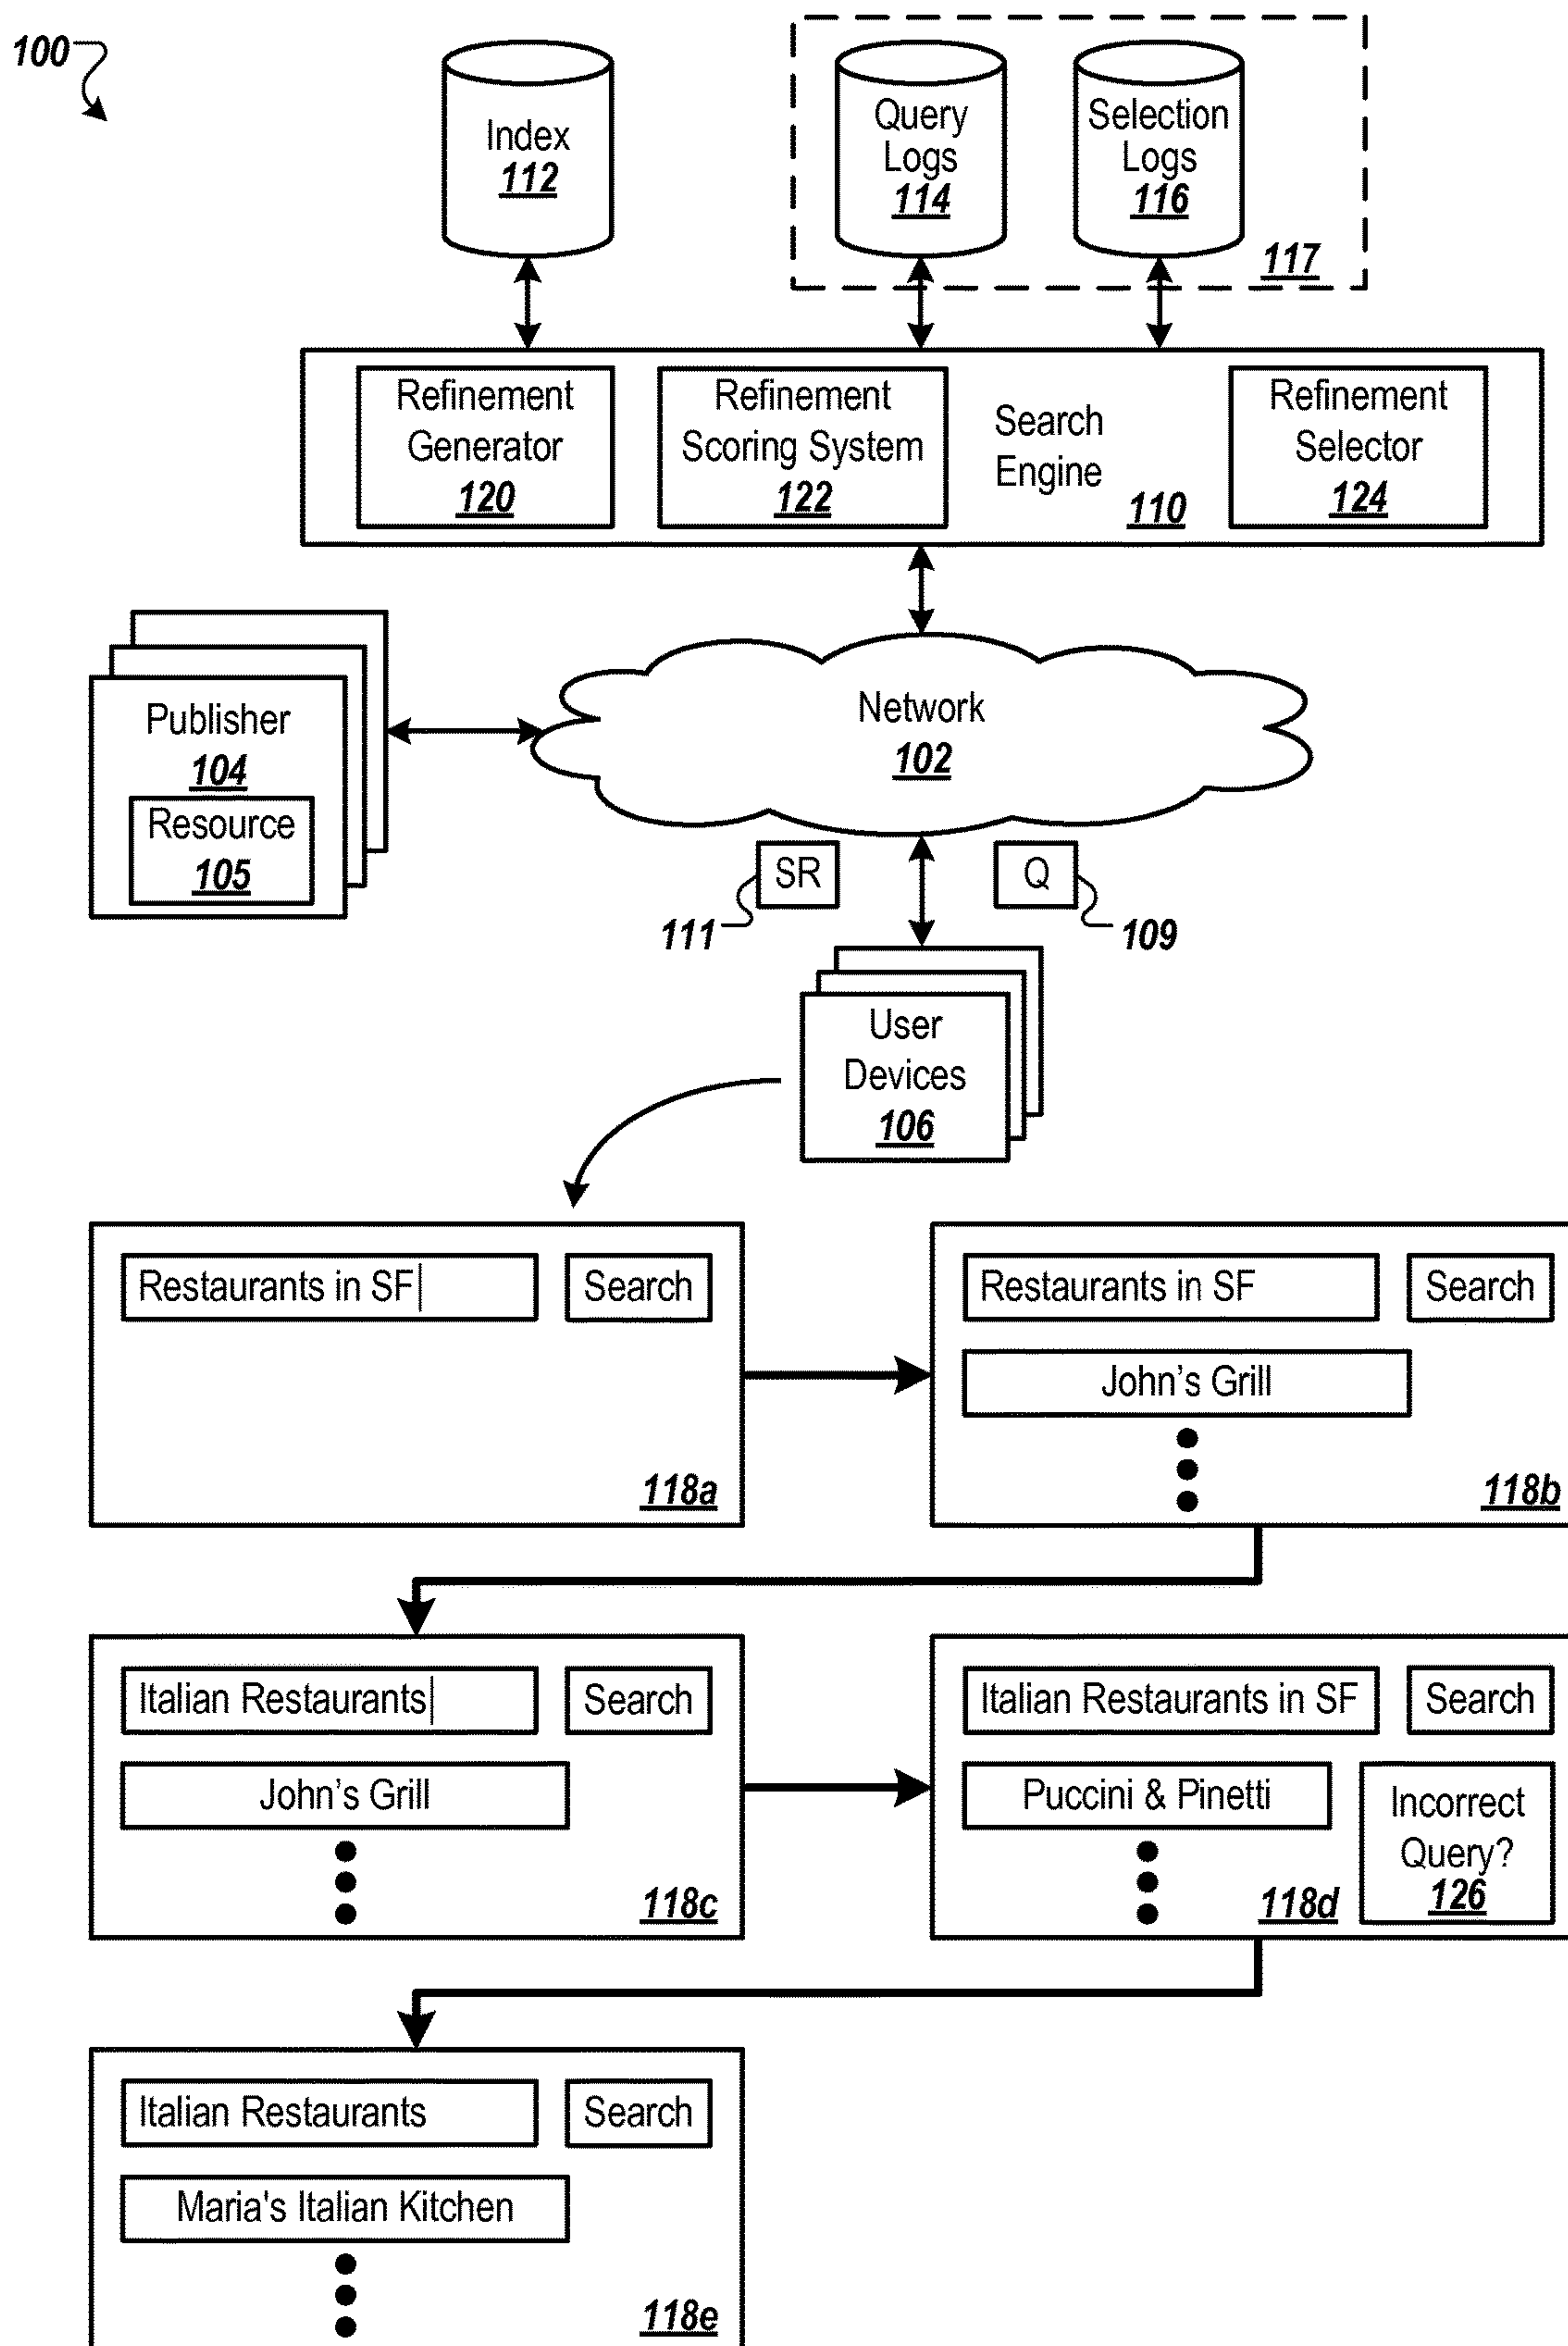 100
Index
112
Query
Logs
114
Selection
Logs
116
117
Refinement
Generator
120
Refinement
Scoring System
122
Search
Engine
110
Refinement
Selector
124
Publisher
104
Resource
105
Network
102
SR
111
Q
109
User
Devices
106
Restaurants in SF
Search
118a
Restaurants in SF
Search
John's Grill
118b
Italian Restaurants
Search
John's Grill
118c
Italian Restaurants in SF
Search
Puccini & Pinetti
Incorrect
Query?
126
118d
Italian Restaurants
Search
Maria's Italian Kitchen
118e